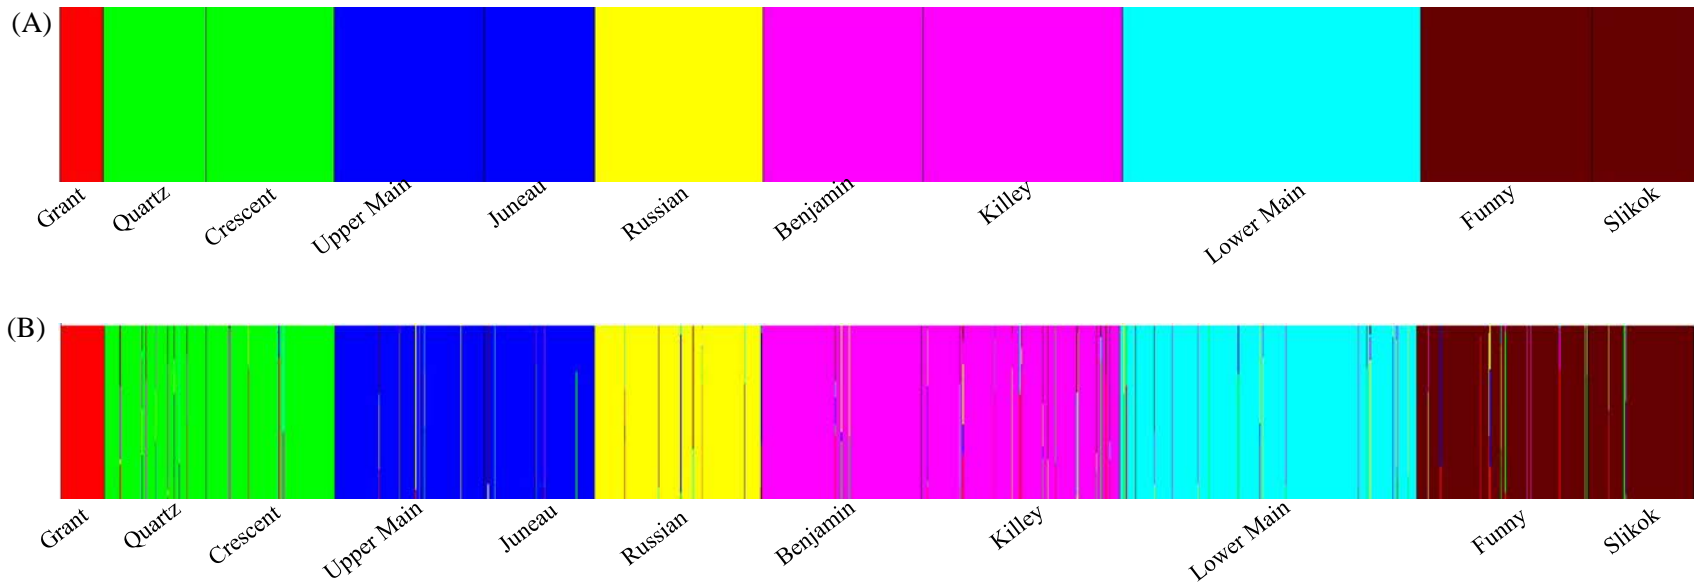 (A)
Grant
Quartz
Crescent
Upper Main
Juneau
Russian
Benjamin
Killey
Lower Main
Funny
Slikok
(B)
Grant
Quartz
Crescent
Upper Main
Juneau
Russian
Benjamin
Killey
Lower Main
Funny
Slikok